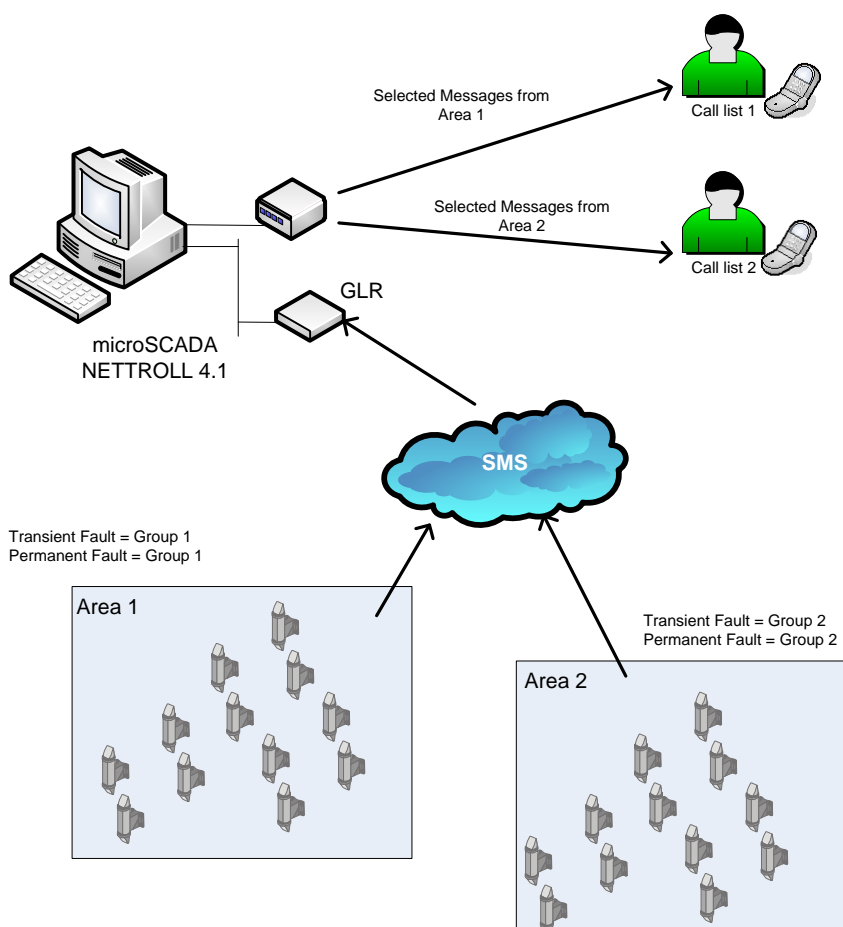 Selected Messages from
Area 1
Call list 1
Selected Messages from
Area 2
Call list 2
GLR
microSCADA
NETTROLL 4.1
SMS
Transient Fault = Group 1
Permanent Fault = Group 1
Area 1
Transient Fault = Group 2
Permanent Fault = Group 2
Area 2